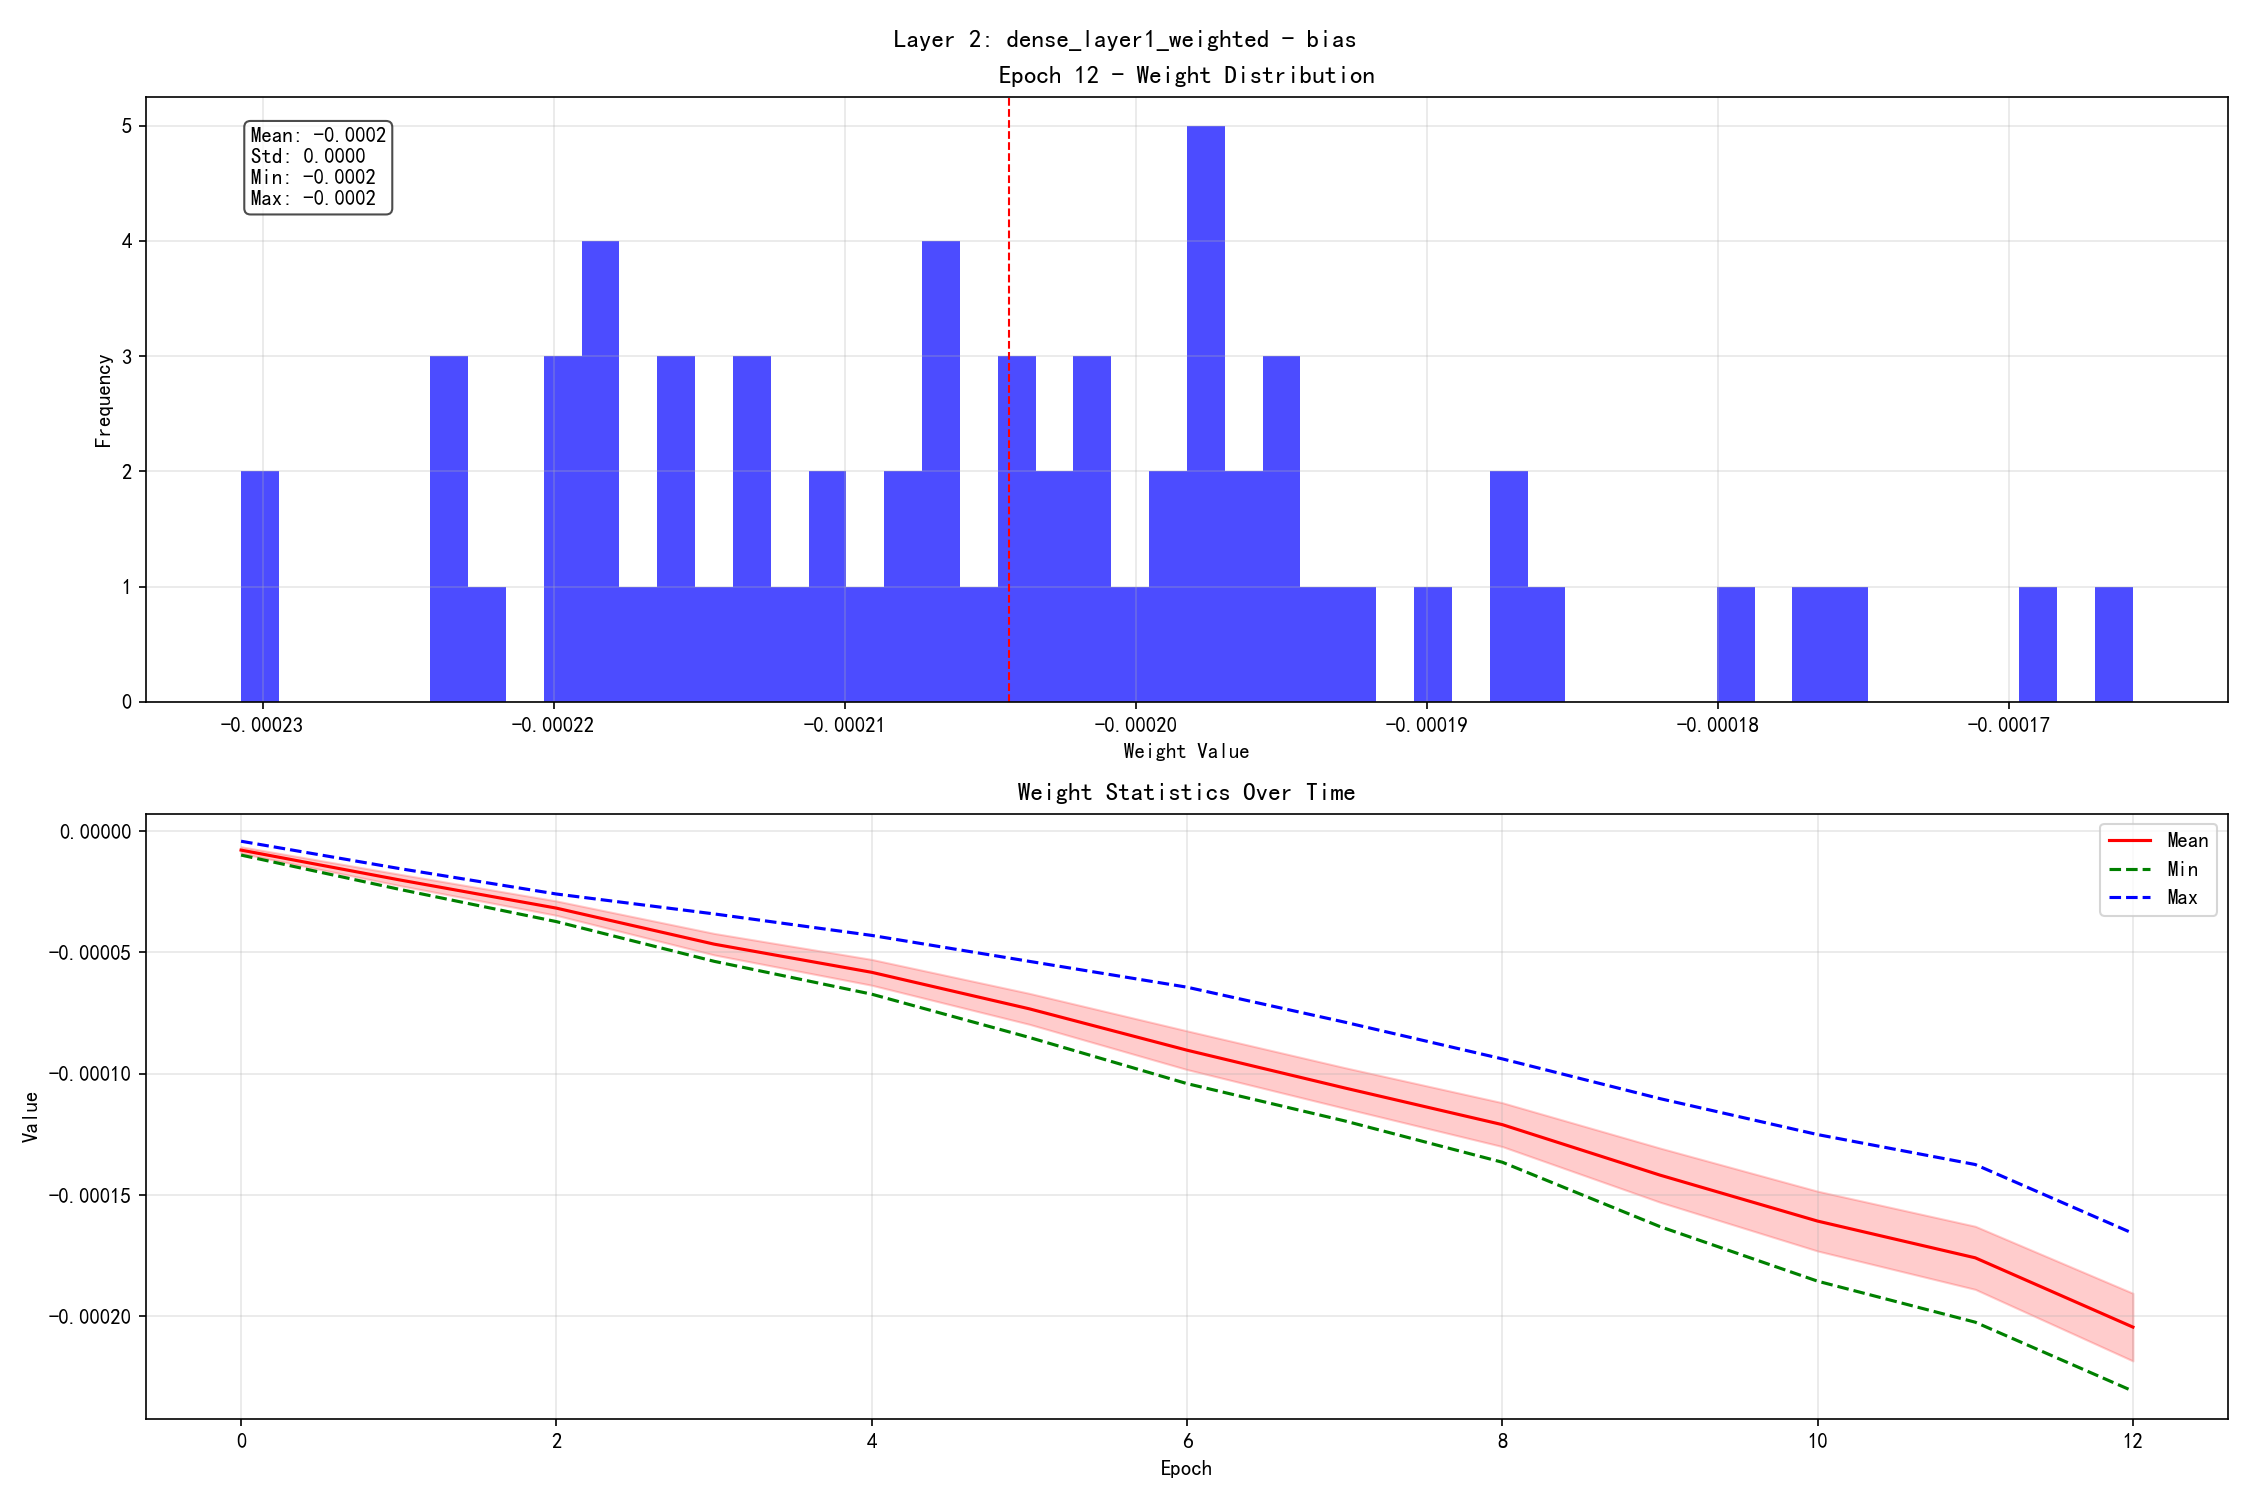 Layer 2: dense_layer1_weighted - bias
Epoch 12 - Weight Distribution
Mean: -0.0002
Std: 0.0000
Min: -0.0002
Max: -0.0002
Frequency
5
4
3
2
1
0
-0.00023 -0.00022 -0.00021 -0.00020 -0.00019 -0.00018 -0.00017
Weight Value
Weight Statistics Over Time
Mean
Min
Max
Value
0.00000
-0.00005
-0.00010
-0.00015
-0.00020
0 2 4 6 8 10 12
Epoch